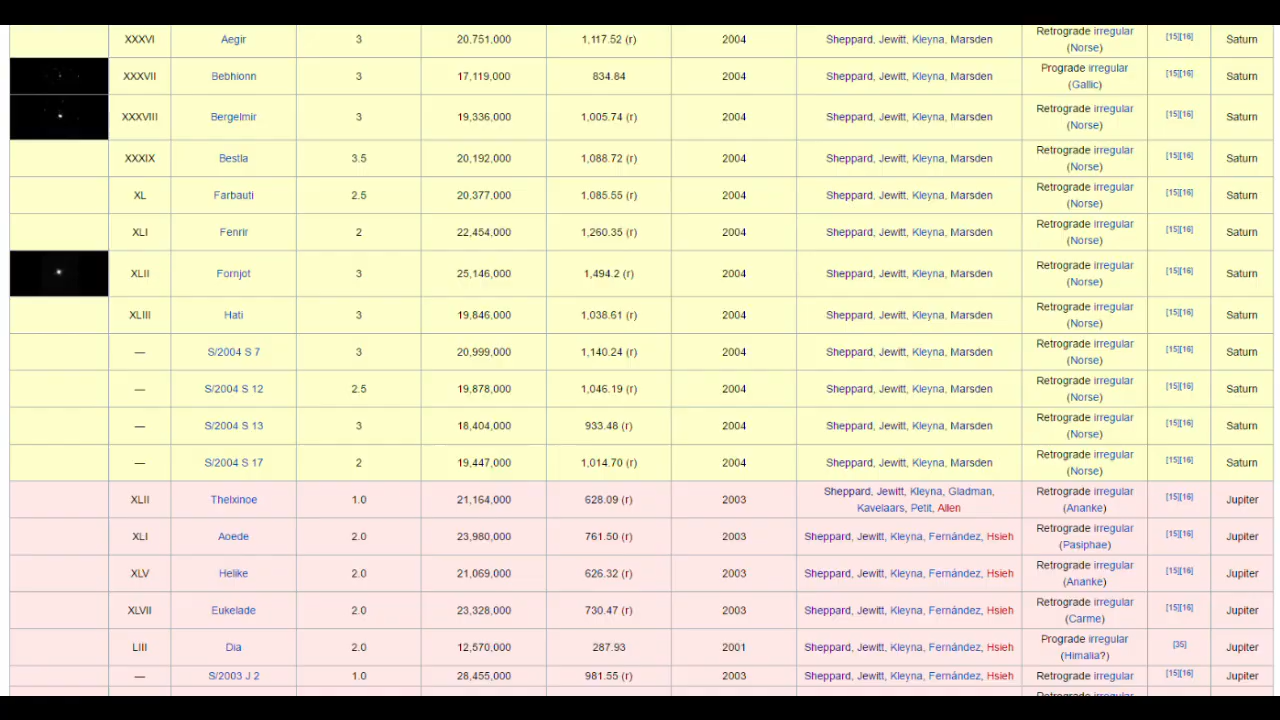 XXXVI Aegir 3 20,751,000 1,117.52 (r) 2004 Sheppard, Jewitt, Kleyna, Marsden Retrograde irregular (Norse) [15][16] Saturn
XXXVII Bebhionn 3 17,119,000 834.84 2004 Sheppard, Jewitt, Kleyna, Marsden Prograde irregular (Gallic) [15][16] Saturn
XXXVIII Bergelmir 3 19,336,000 1,005.74 (r) 2004 Sheppard, Jewitt, Kleyna, Marsden Retrograde irregular (Norse) [15][16] Saturn
XXXIX Bestla 3.5 20,192,000 1,088.72 (r) 2004 Sheppard, Jewitt, Kleyna, Marsden Retrograde irregular (Norse) [15][16] Saturn
XL Farbauti 2.5 20,377,000 1,085.55 (r) 2004 Sheppard, Jewitt, Kleyna, Marsden Retrograde irregular (Norse) [15][16] Saturn
XLI Fenrir 2 22,454,000 1,260.35 (r) 2004 Sheppard, Jewitt, Kleyna, Marsden Retrograde irregular (Norse) [15][16] Saturn
XLII Fornjot 3 25,146,000 1,494.2 (r) 2004 Sheppard, Jewitt, Kleyna, Marsden Retrograde irregular (Norse) [15][16] Saturn
XLIII Hati 3 19,846,000 1,038.61 (r) 2004 Sheppard, Jewitt, Kleyna, Marsden Retrograde irregular (Norse) [15][16] Saturn
— S/2004 S 7 3 20,999,000 1,140.24 (r) 2004 Sheppard, Jewitt, Kleyna, Marsden Retrograde irregular (Norse) [15][16] Saturn
— S/2004 S 12 2.5 19,878,000 1,046.19 (r) 2004 Sheppard, Jewitt, Kleyna, Marsden Retrograde irregular (Norse) [15][16] Saturn
— S/2004 S 13 3 18,404,000 933.48 (r) 2004 Sheppard, Jewitt, Kleyna, Marsden Retrograde irregular (Norse) [15][16] Saturn
— S/2004 S 17 2 19,447,000 1,014.70 (r) 2004 Sheppard, Jewitt, Kleyna, Marsden Retrograde irregular (Norse) [15][16] Saturn
XLII Thelxinoe 1.0 21,164,000 628.09 (r) 2003 Sheppard, Jewitt, Kleyna, Gladman, Kavelaars, Petit, Allen Retrograde irregular (Ananke) [15][16] Jupiter
XLI Aoede 2.0 23,980,000 761.50 (r) 2003 Sheppard, Jewitt, Kleyna, Fernández, Hsieh Retrograde irregular (Pasiphae) [15][16] Jupiter
XLV Helike 2.0 21,069,000 626.32 (r) 2003 Sheppard, Jewitt, Kleyna, Fernández, Hsieh Retrograde irregular (Ananke) [15][16] Jupiter
XLVII Eukelade 2.0 23,328,000 730.47 (r) 2003 Sheppard, Jewitt, Kleyna, Fernández, Hsieh Retrograde irregular (Carme) [15][16] Jupiter
LIII Dia 2.0 12,570,000 287.93 2001 Sheppard, Jewitt, Kleyna, Fernández, Hsieh Prograde irregular (Himalia?) [35] Jupiter
— S/2003 J 2 1.0 28,455,000 981.55 (r) 2003 Sheppard, Jewitt, Kleyna, Fernández, Hsieh Retrograde irregular [15][16] Jupiter